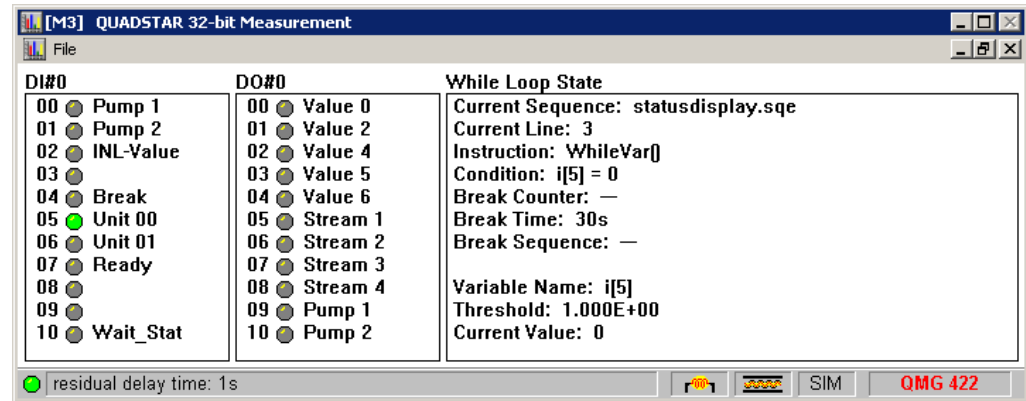 [M3] QUADSTAR 32-bit Measurement
File
DI#0
00 Pump 1
01 Pump 2
02 INL-Value
03
04 Break
05 Unit 00
06 Unit 01
07 Ready
08
09
10 Wait_Stat
DO#0
00 Value 0
01 Value 2
02 Value 4
03 Value 5
04 Value 6
05 Stream 1
06 Stream 2
07 Stream 3
08 Stream 4
09 Pump 1
10 Pump 2
While Loop State
Current Sequence: statusdisplay.sqe
Current Line: 3
Instruction: WhileVar()
Condition: i[5] = 0
Break Counter: —
Break Time: 30s
Break Sequence: —
Variable Name: i[5]
Threshold: 1.000E+00
Current Value: 0
residual delay time: 1s
SIM
QMG 422